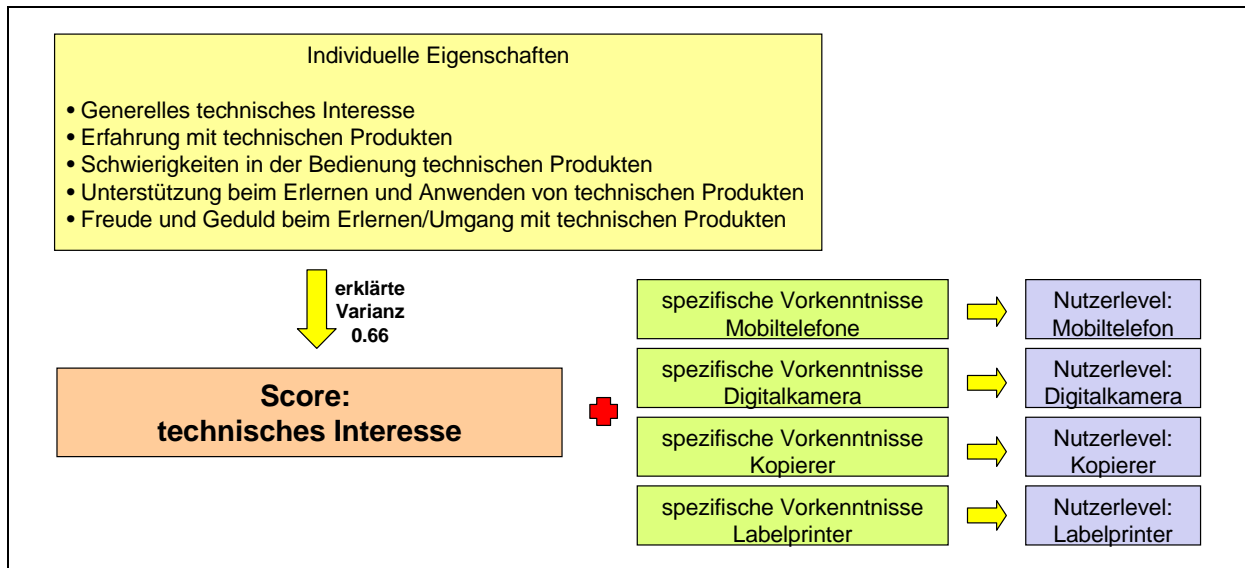 Individuelle Eigenschaften
• Generelles technisches Interesse
• Erfahrung mit technischen Produkten
• Schwierigkeiten in der Bedienung technischen Produkten
• Unterstützung beim Erlernen und Anwenden von technischen Produkten
• Freude und Geduld beim Erlernen/Umgang mit technischen Produkten
erklärte
Varianz
0.66
Score:
technisches Interesse
spezifische Vorkenntnisse
Mobiltelefone
Nutzerlevel:
Mobiltelefon
spezifische Vorkenntnisse
Digitalkamera
Nutzerlevel:
Digitalkamera
spezifische Vorkenntnisse
Kopierer
Nutzerlevel:
Kopierer
spezifische Vorkenntnisse
Labelprinter
Nutzerlevel:
Labelprinter